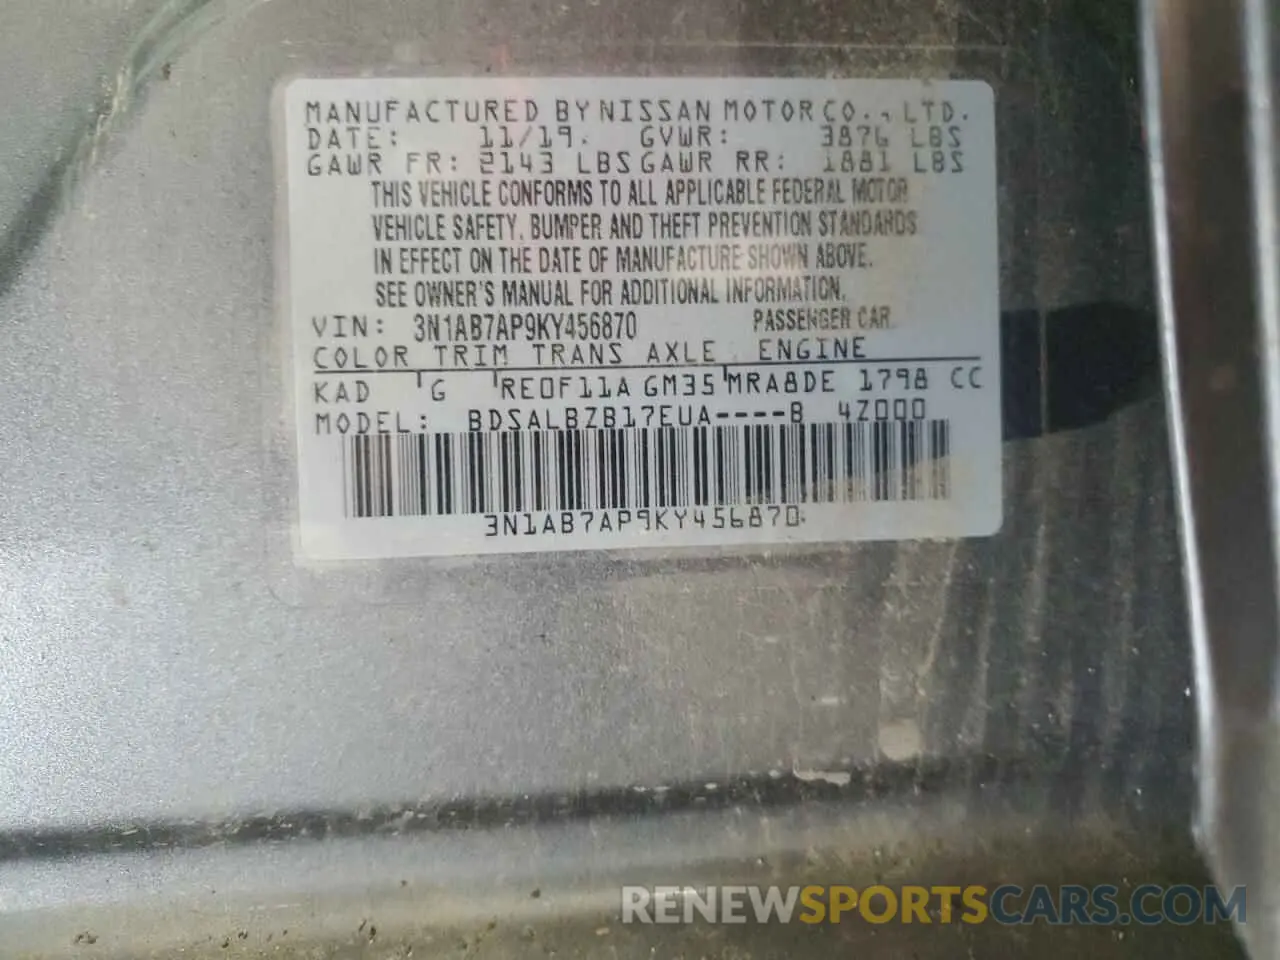 MANUFACTURED BY NISSAN MOTOR CO., LTD.
DATE: 11/19. GVWR: 3876 LBS
GAWR FR: 2143 LBS GAWR RR: 1881 LBS
THIS VEHICLE CONFORMS TO ALL APPLICABLE FEDERAL MOTOR
VEHICLE SAFETY, BUMPER AND THEFT PREVENTION STANDARDS
IN EFFECT ON THE DATE OF MANUFACTURE SHOWN ABOVE.
SEE OWNER'S MANUAL FOR ADDITIONAL INFORMATION.
VIN: 3N1AB7AP9KY456870 PASSENGER CAR
COLOR TRIM TRANS AXLE ENGINE
KAD G RE0F11A GM35 MRA8DE 1798 CC
MODEL: BDSALBZB17EUA----B 4Z000
3N1AB7AP9KY456870
RENEWSPORTSCARS.COM